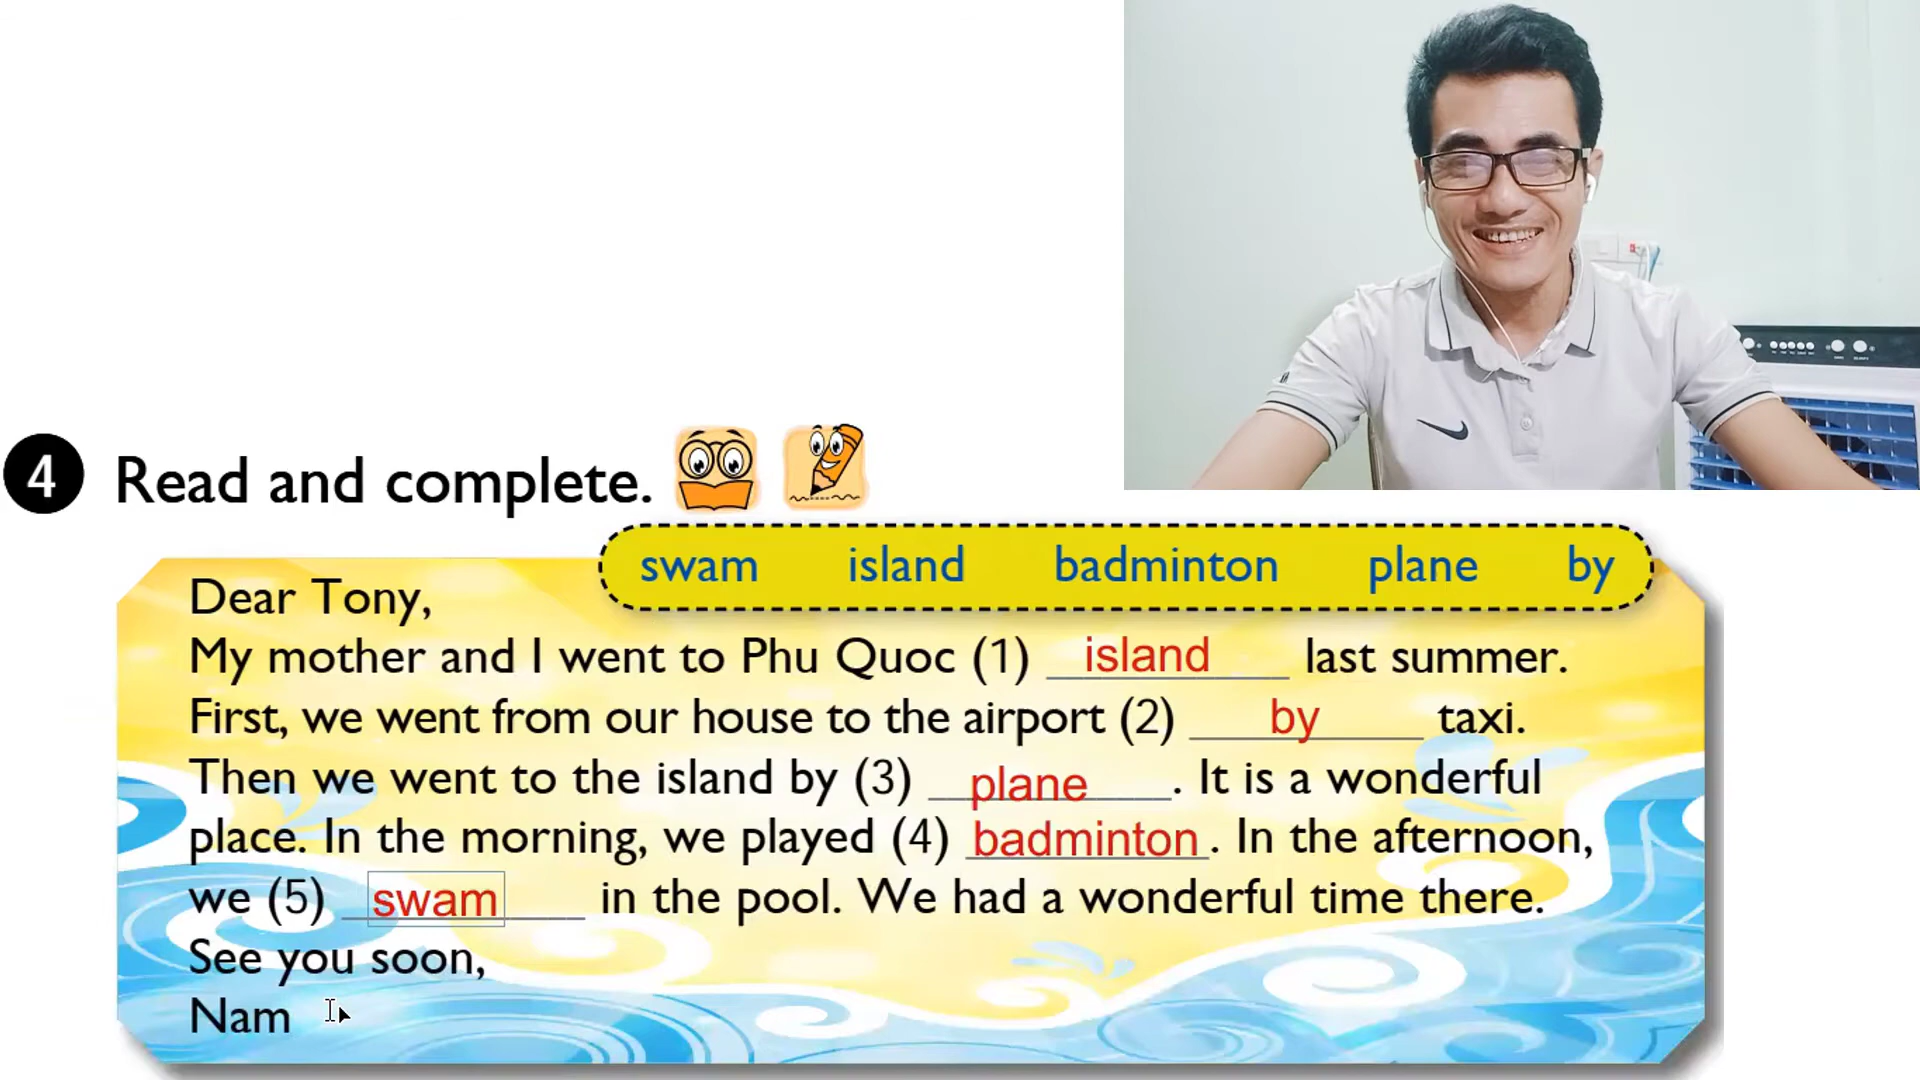 4 Read and complete.
swam island badminton plane by
Dear Tony,
My mother and I went to Phu Quoc (1) island last summer.
First, we went from our house to the airport (2) by taxi.
Then we went to the island by (3) plane. It is a wonderful
place. In the morning, we played (4) badminton. In the afternoon,
we (5) swam in the pool. We had a wonderful time there.
See you soon,
Nam